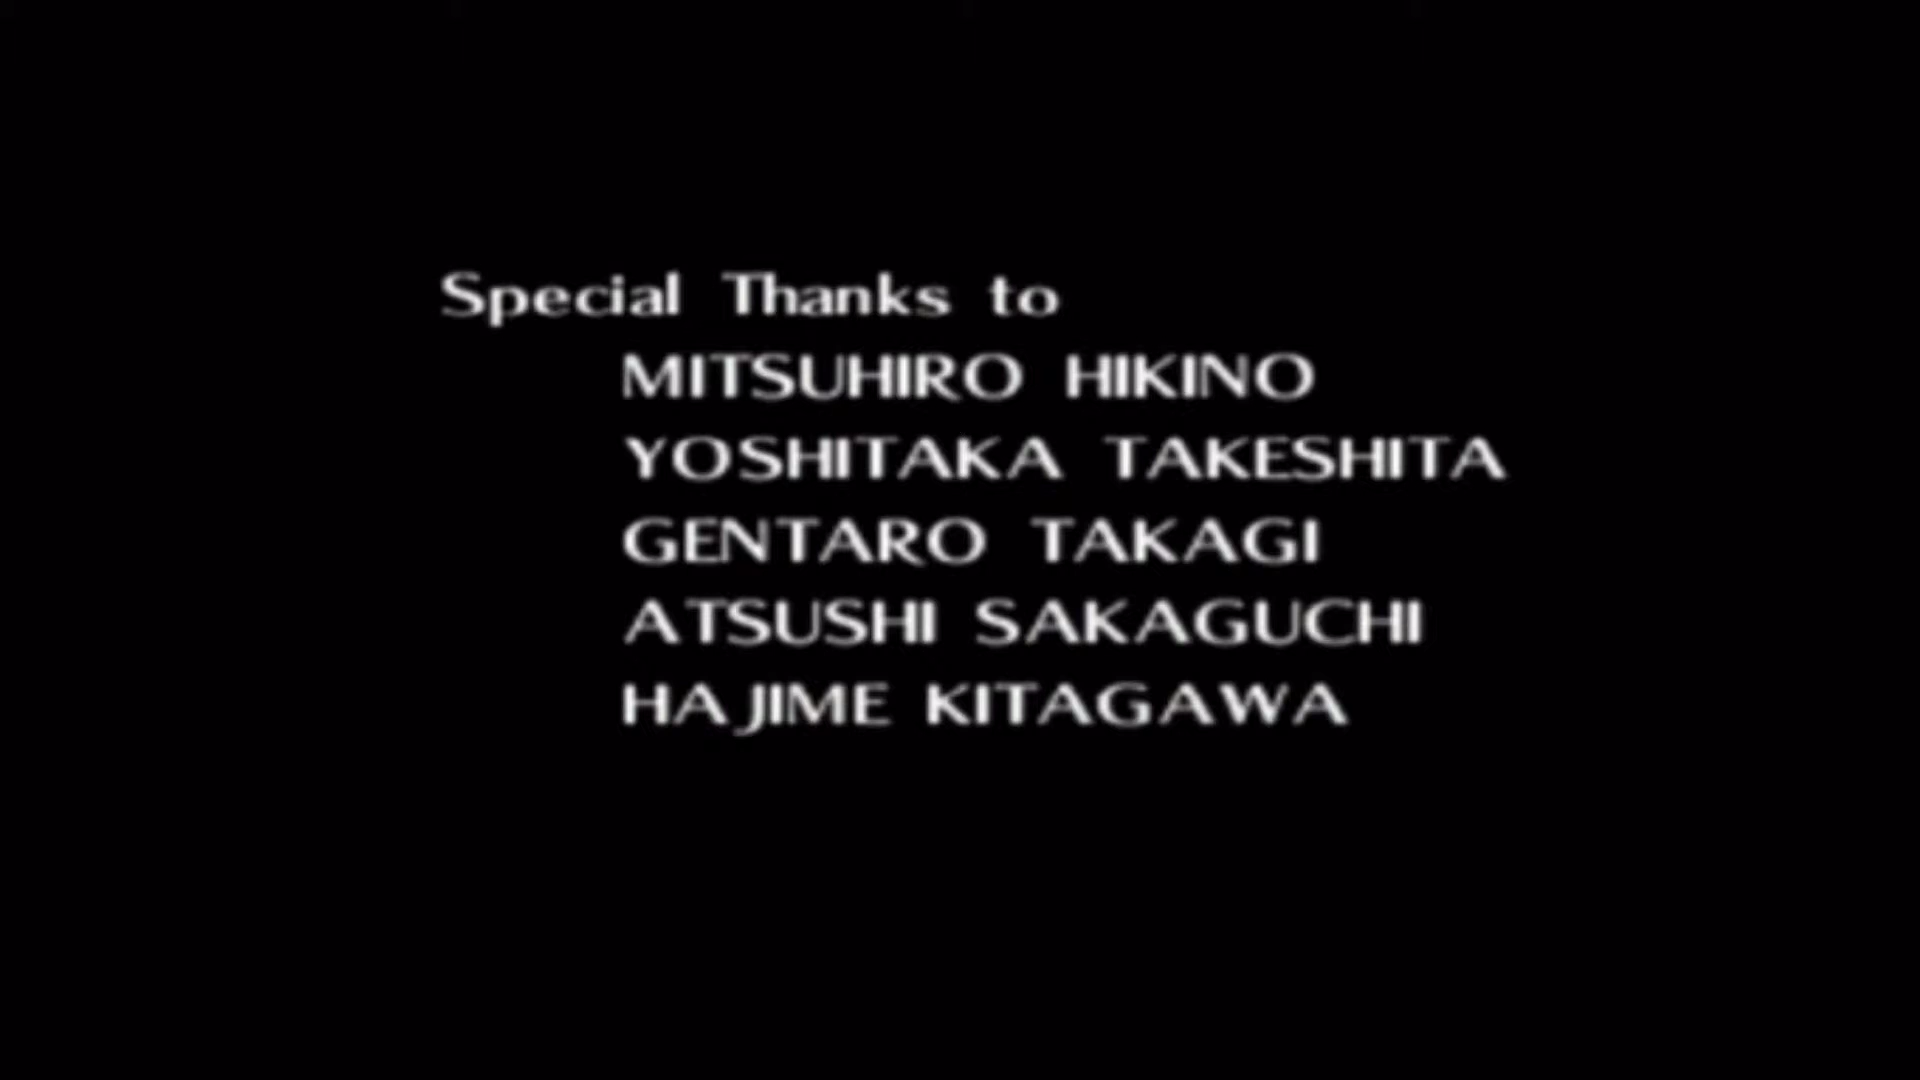 Special Thanks to
MITSUHIRO HIKINO
YOSHITAKA TAKESHITA
GENTARO TAKAGI
ATSUSHI SAKAGUCHI
HAJIME KITAGAWA